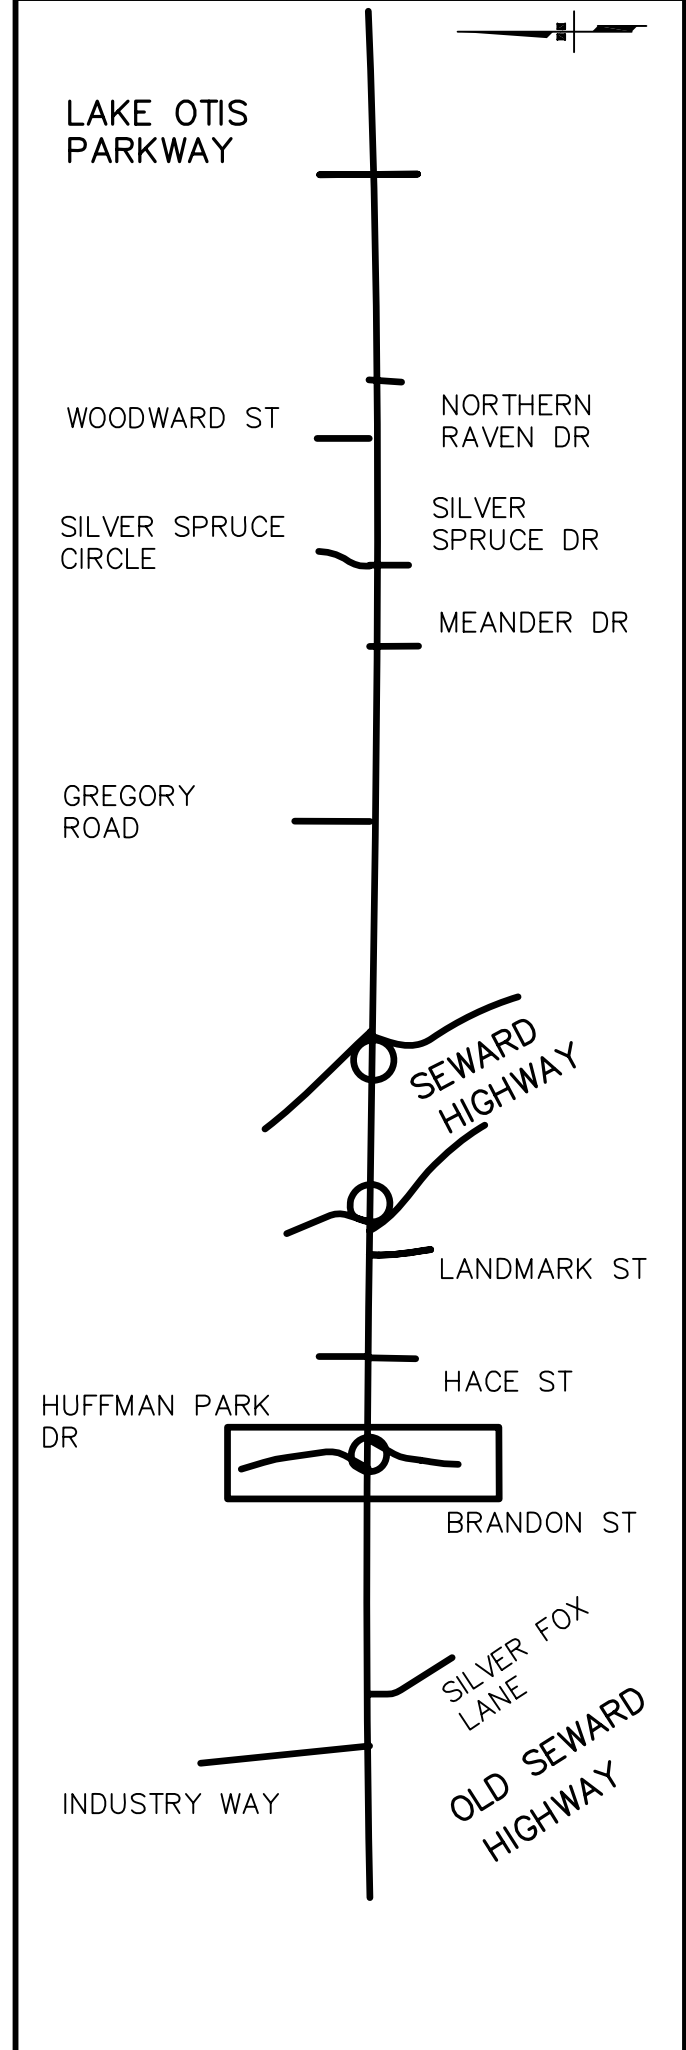 LAKE OTIS
PARKWAY
NORTHERN
RAVEN DR
WOODWARD ST
SILVER
SPRUCE DR
SILVER SPRUCE
CIRCLE
MEANDER DR
GREGORY
ROAD
SEWARD
HIGHWAY
LANDMARK ST
HACE ST
HUFFMAN PARK
DR
BRANDON ST
SILVER FOX
LANE
OLD SEWARD
HIGHWAY
INDUSTRY WAY